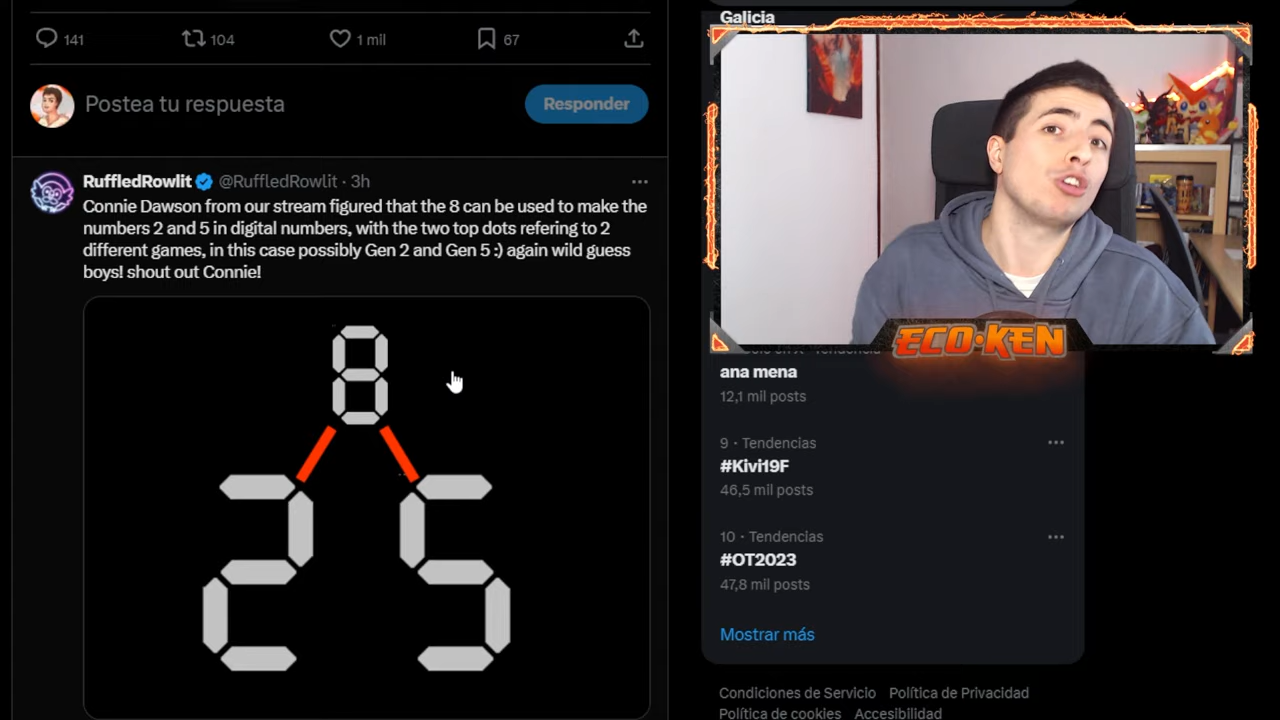 141
104
1 mil
67
Postea tu respuesta
Responder
RuffledRowlit @RuffledRowlit · 3h
Connie Dawson from our stream figured that the 8 can be used to make the
numbers 2 and 5 in digital numbers, with the two top dots refering to 2
different games, in this case possibly Gen 2 and Gen 5 :) again wild guess
boys! shout out Connie!
8
2 5
Galicia
ECO·KEN
ana mena
12,1 mil posts
9 · Tendencias
#Kivi19F
46,5 mil posts
10 · Tendencias
#OT2023
47,8 mil posts
Mostrar más
Condiciones de Servicio Política de Privacidad
Política de cookies Accesibilidad